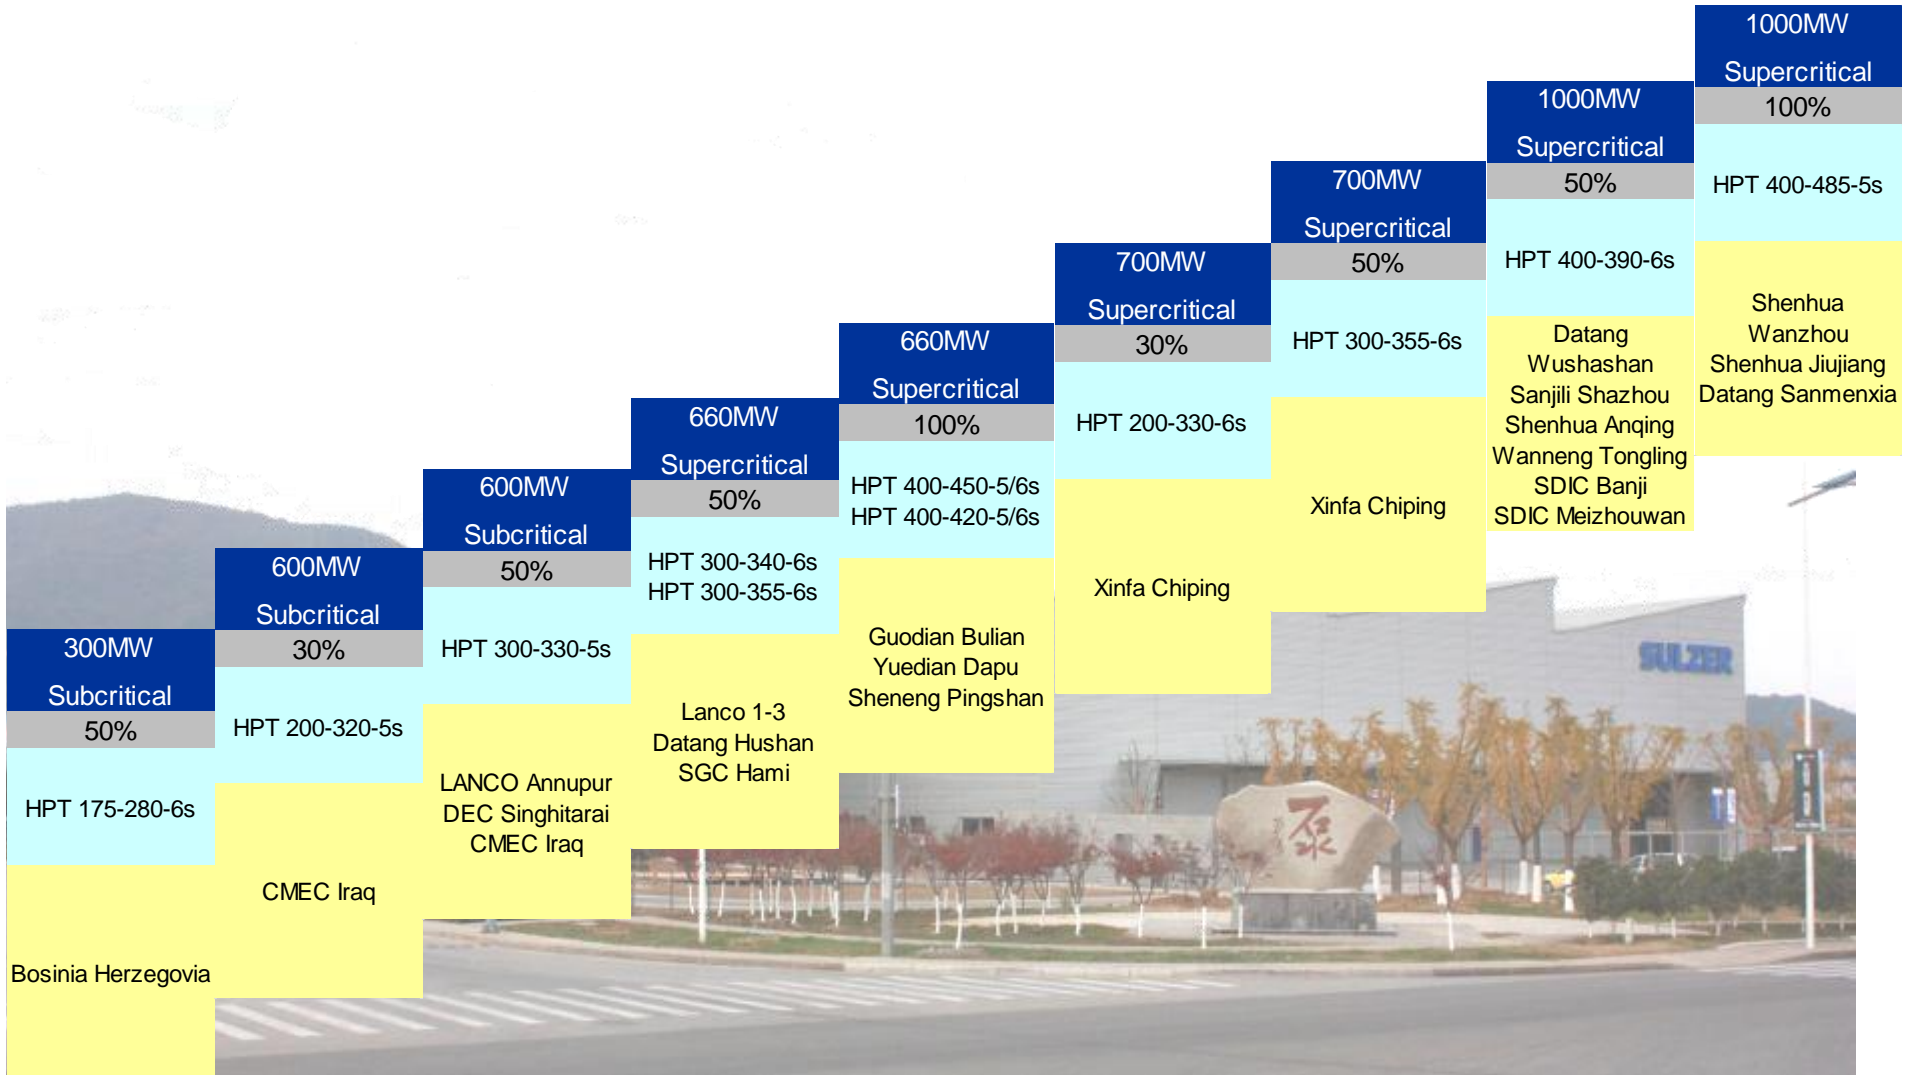 300MW
Subcritical
50%
HPT 175-280-6s
Bosinia Herzegovia
600MW
Subcritical
30%
HPT 200-320-5s
CMEC Iraq
600MW
Subcritical
50%
HPT 300-330-5s
LANCO Annupur
DEC Singhitarai
CMEC Iraq
660MW
Supercritical
50%
HPT 300-340-6s
HPT 300-355-6s
Lanco 1-3
Datang Hushan
SGC Hami
660MW
Supercritical
100%
HPT 400-450-5/6s
HPT 400-420-5/6s
Guodian Bulian
Yuedian Dapu
Sheneng Pingshan
700MW
Supercritical
30%
HPT 200-330-6s
Xinfa Chiping
700MW
Supercritical
50%
HPT 300-355-6s
Xinfa Chiping
1000MW
Supercritical
50%
HPT 400-390-6s
Datang
Wushashan
Sanjili Shazhou
Shenhua Anqing
Wanneng Tongling
SDIC Banji
SDIC Meizhouwan
1000MW
Supercritical
100%
HPT 400-485-5s
Shenhua
Wanzhou
Shenhua Jiujiang
Datang Sanmenxia
SULZER